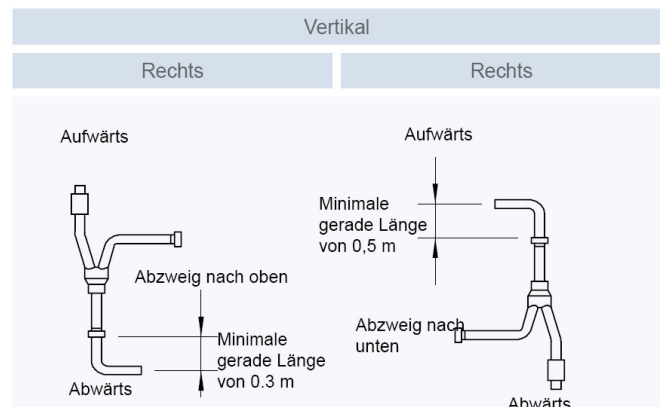 Vertikal
Rechts
Rechts
Aufwärts
Abzweig nach oben
Minimale
gerade Länge
von 0.3 m
Abwärts
Aufwärts
Minimale
gerade Länge
von 0,5 m
Abzweig nach
unten
Abwärts